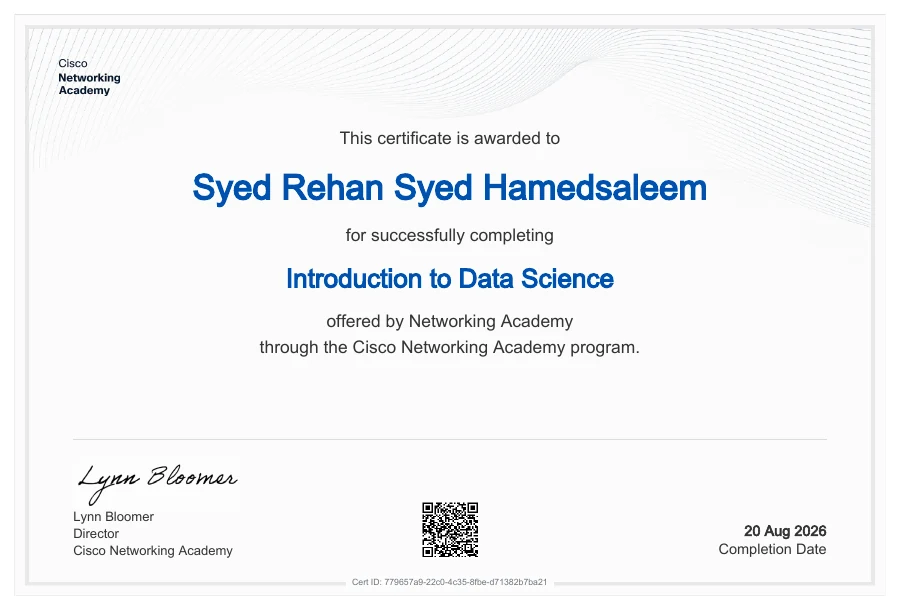 Cisco
Networking
Academy
This certificate is awarded to
Syed Rehan Syed Hamedsaleem
for successfully completing
Introduction to Data Science
offered by Networking Academy
through the Cisco Networking Academy program.
Lynn Bloomer
Lynn Bloomer
Director
Cisco Networking Academy
20 Aug 2026
Completion Date
Cert ID: 779657a9-22c0-4c35-8fbe-d71382b7ba21